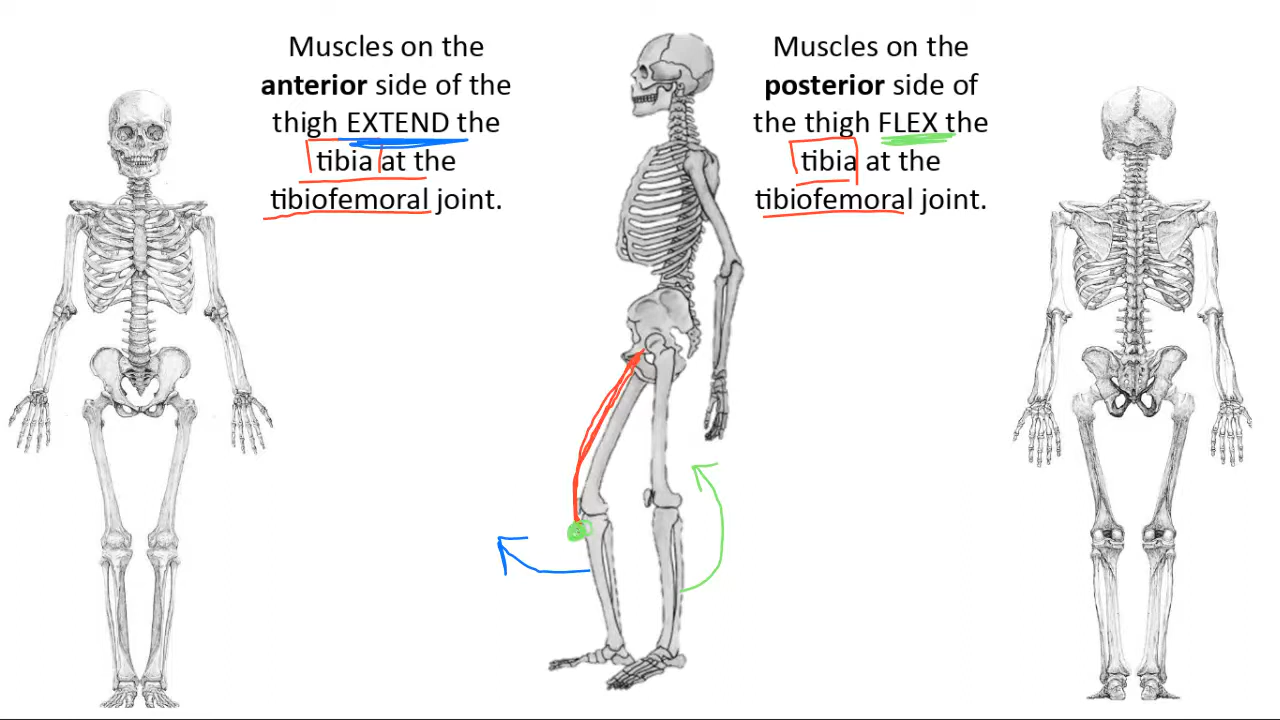 Muscles on the
anterior side of the
thigh EXTEND the
tibia at the
tibiofemoral joint.
Muscles on the
posterior side of
the thigh FLEX the
tibia at the
tibiofemoral joint.